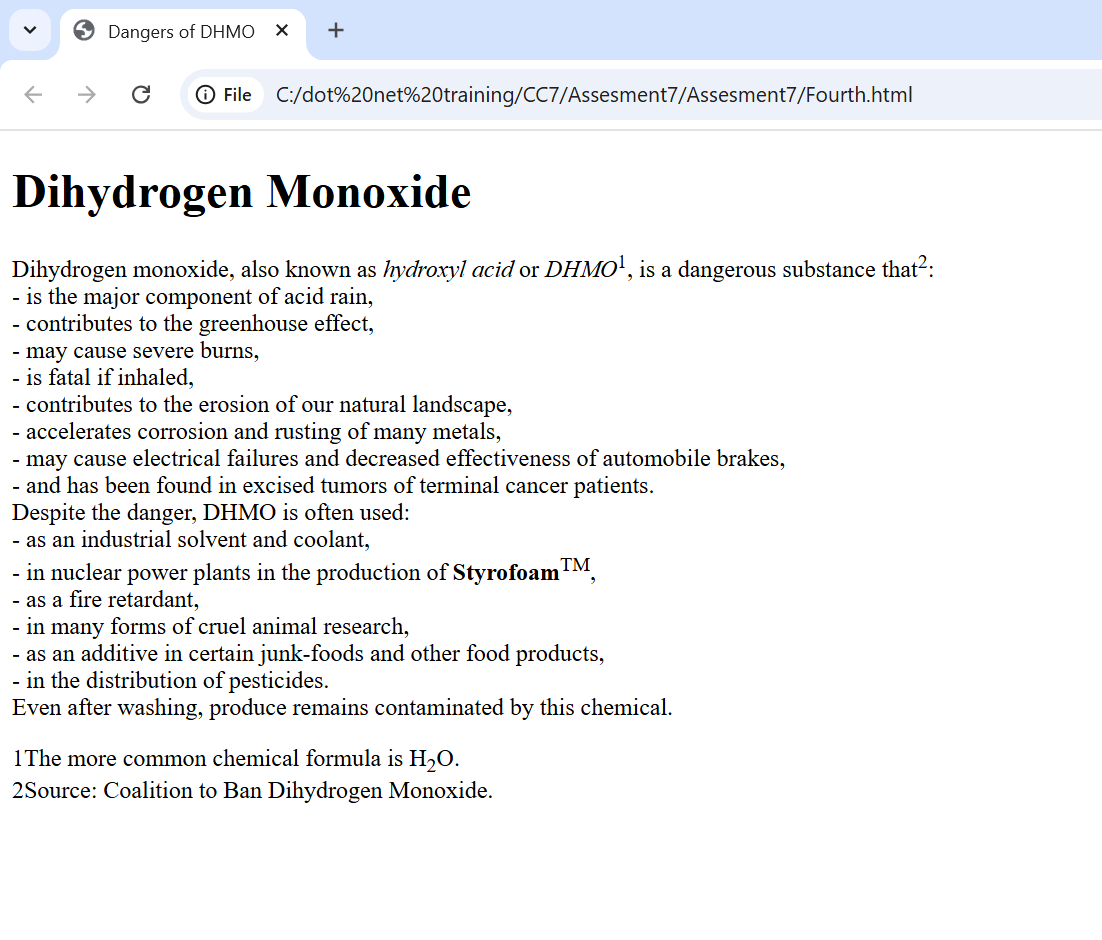 Dangers of DHMO
File C:/dot%20net%20training/CC7/Assesment7/Assesment7/Fourth.html
Dihydrogen Monoxide
Dihydrogen monoxide, also known as hydroxyl acid or DHMO¹, is a dangerous substance that²:
- is the major component of acid rain,
- contributes to the greenhouse effect,
- may cause severe burns,
- is fatal if inhaled,
- contributes to the erosion of our natural landscape,
- accelerates corrosion and rusting of many metals,
- may cause electrical failures and decreased effectiveness of automobile brakes,
- and has been found in excised tumors of terminal cancer patients.
Despite the danger, DHMO is often used:
- as an industrial solvent and coolant,
- in nuclear power plants in the production of Styrofoam™,
- as a fire retardant,
- in many forms of cruel animal research,
- as an additive in certain junk-foods and other food products,
- in the distribution of pesticides.
Even after washing, produce remains contaminated by this chemical.
1The more common chemical formula is H₂O.
2Source: Coalition to Ban Dihydrogen Monoxide.